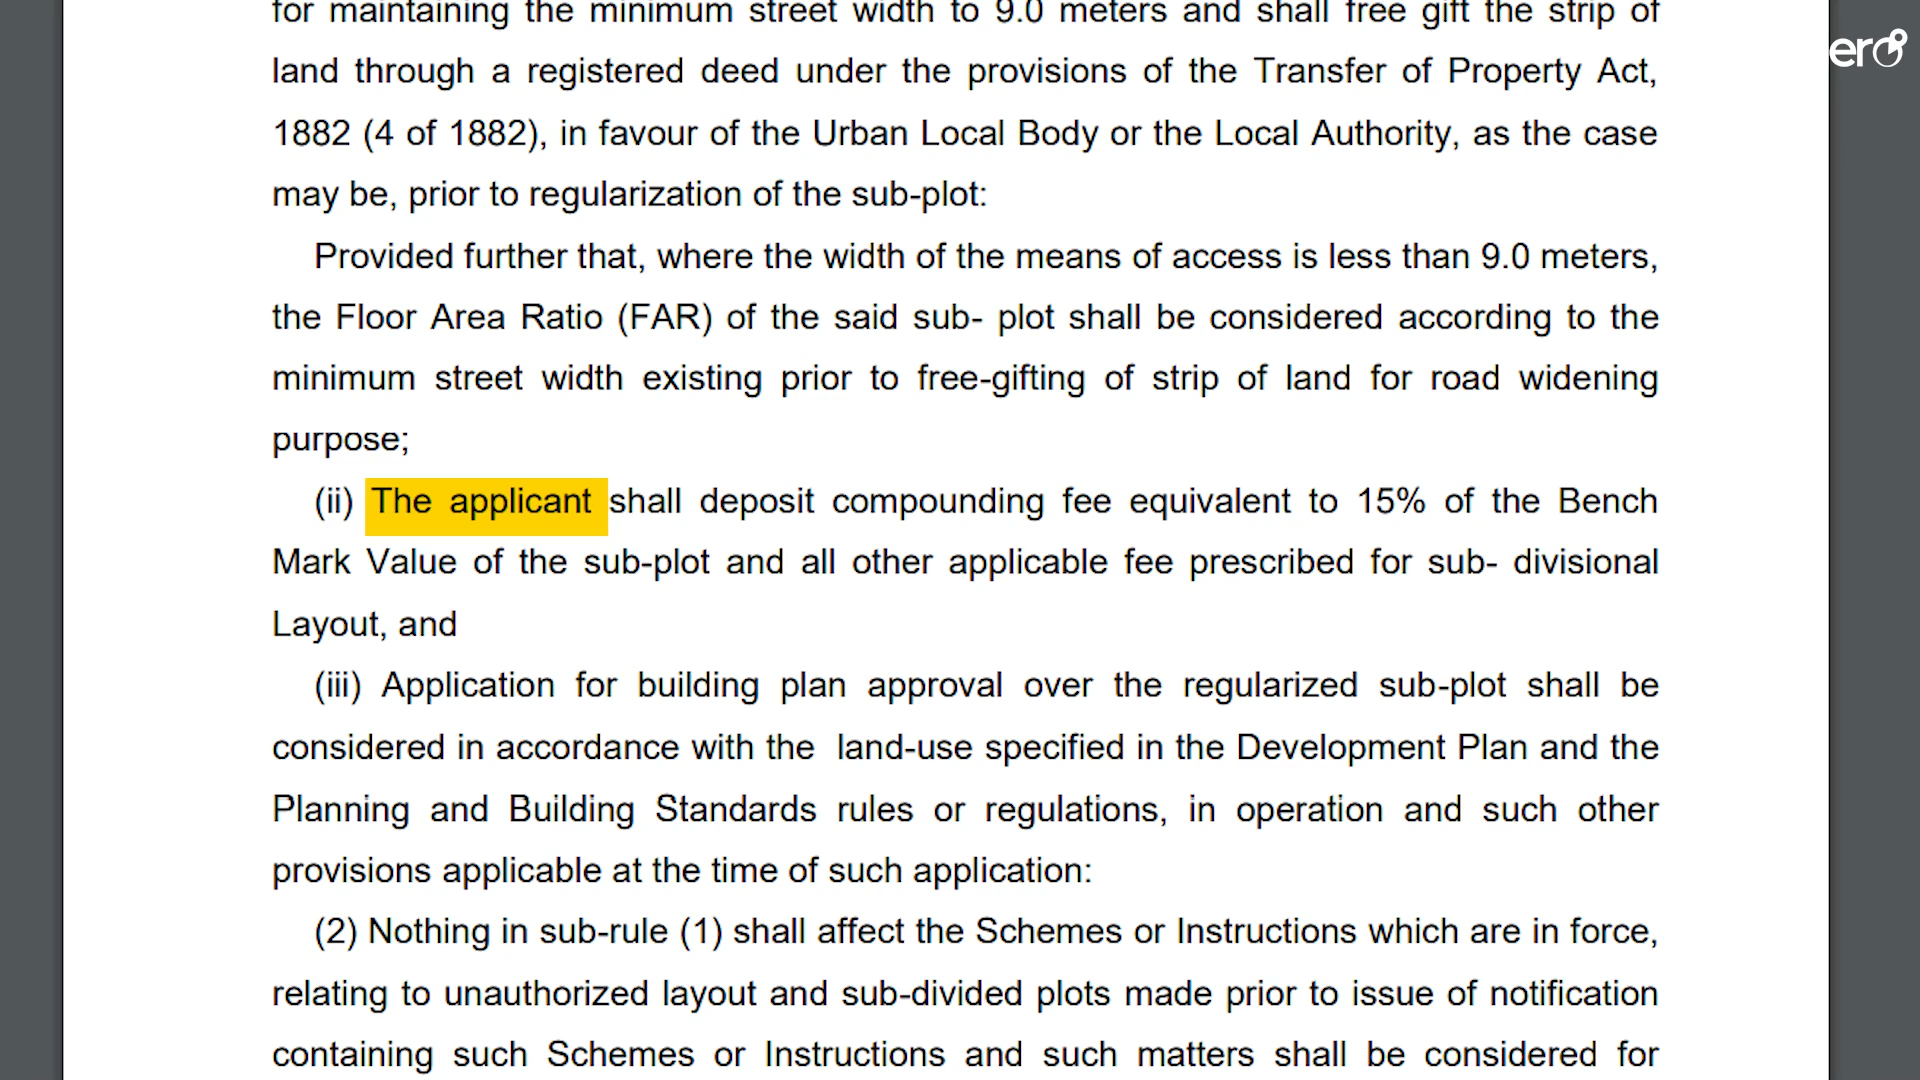 for maintaining the minimum street width to 9.0 meters and shall free gift the strip of
land through a registered deed under the provisions of the Transfer of Property Act,
1882 (4 of 1882), in favour of the Urban Local Body or the Local Authority, as the case
may be, prior to regularization of the sub-plot:
Provided further that, where the width of the means of access is less than 9.0 meters,
the Floor Area Ratio (FAR) of the said sub- plot shall be considered according to the
minimum street width existing prior to free-gifting of strip of land for road widening
purpose;
(ii) The applicant shall deposit compounding fee equivalent to 15% of the Bench
Mark Value of the sub-plot and all other applicable fee prescribed for sub- divisional
Layout, and
(iii) Application for building plan approval over the regularized sub-plot shall be
considered in accordance with the land-use specified in the Development Plan and the
Planning and Building Standards rules or regulations, in operation and such other
provisions applicable at the time of such application:
(2) Nothing in sub-rule (1) shall affect the Schemes or Instructions which are in force,
relating to unauthorized layout and sub-divided plots made prior to issue of notification
containing such Schemes or Instructions and such matters shall be considered for